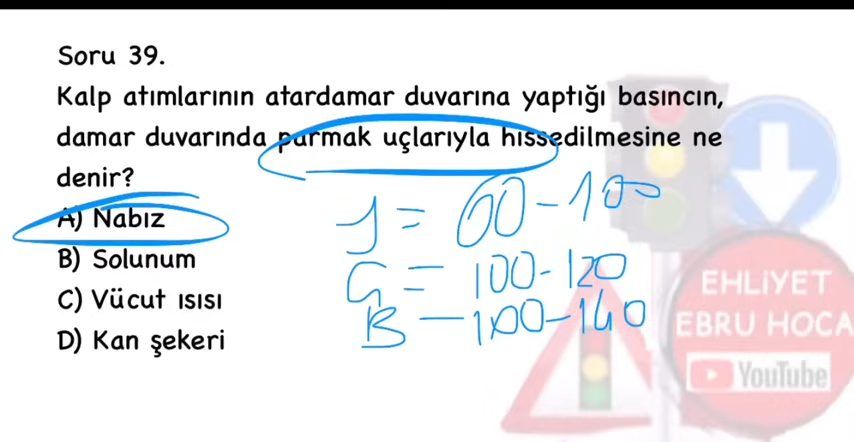 Soru 39.
Kalp atımlarının atardamar duvarına yaptığı basıncın,
damar duvarında parmak uçlarıyla hissedilmesine ne
denir?
A) Nabız
B) Solunum
C) Vücut ısısı
D) Kan şekeri
= 60-100
Ç = 100-120
B - 100-140
EHLİYET
EBRU HOCA
YouTube